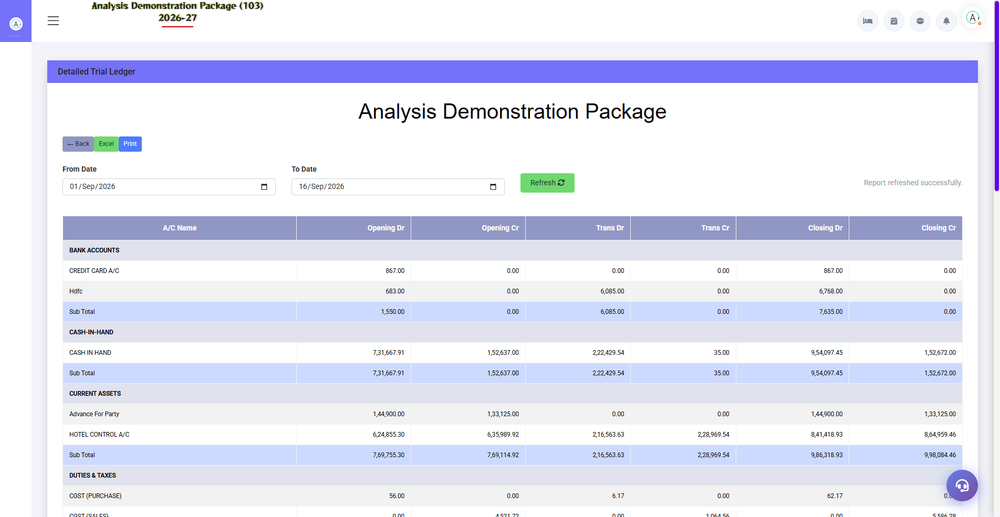 Analysis Demonstration Package (103)
2026-27
A
A
Detailed Trial Ledger
Analysis Demonstration Package
← Back Excel Print
From Date To Date
01/Sep/2026 16/Sep/2026 Refresh Report refreshed successfully.
A/C Name Opening Dr Opening Cr Trans Dr Trans Cr Closing Dr Closing Cr
BANK ACCOUNTS
CREDIT CARD A/C 867.00 0.00 0.00 0.00 867.00 0.00
Hdfc 683.00 0.00 6,085.00 0.00 6,768.00 0.00
Sub Total 1,550.00 0.00 6,085.00 0.00 7,635.00 0.00
CASH-IN-HAND
CASH IN HAND 7,31,667.91 1,52,637.00 2,22,429.54 35.00 9,54,097.45 1,52,672.00
Sub Total 7,31,667.91 1,52,637.00 2,22,429.54 35.00 9,54,097.45 1,52,672.00
CURRENT ASSETS
Advance For Party 1,44,900.00 1,33,125.00 0.00 0.00 1,44,900.00 1,33,125.00
HOTEL CONTROL A/C 6,24,855.30 6,35,989.92 2,16,563.63 2,28,969.54 8,41,418.93 8,64,959.46
Sub Total 7,69,755.30 7,69,114.92 2,16,563.63 2,28,969.54 9,86,318.93 9,98,084.46
DUTIES & TAXES
CGST (PURCHASE) 56.00 0.00 6.17 0.00 62.17
CGST (SALES) 0.00 4,521.72 0.00 1,064.56 0.00 5,586.28